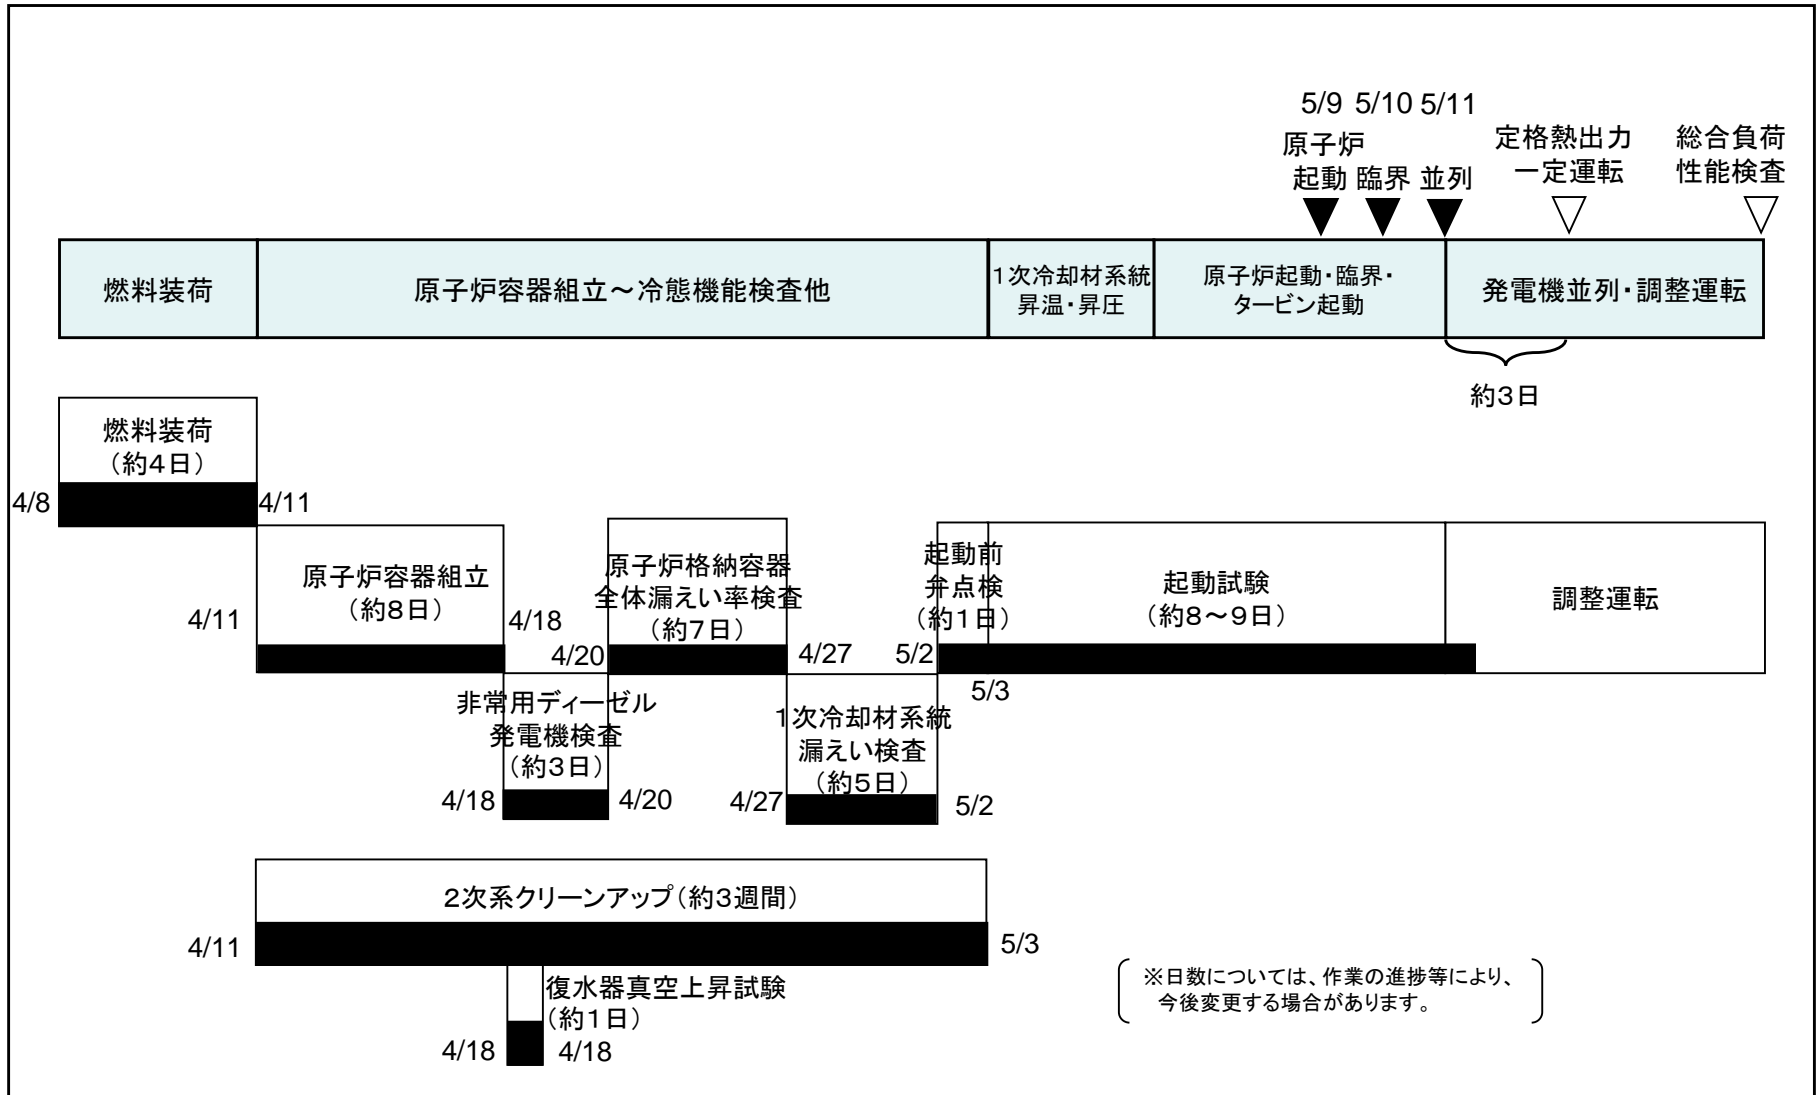 5/9 5/10 5/11
原子炉
起動 臨界 並列
定格熱出力
一定運転
総合負荷
性能検査
燃料装荷
原子炉容器組立～冷態機能検査他
1次冷却材系統
昇温・昇圧
原子炉起動・臨界・
タービン起動
発電機並列・調整運転
約3日
燃料装荷
（約4日）
4/8
4/11
原子炉容器組立
（約8日）
4/11
4/18
原子炉格納容器
全体漏えい率検査
（約7日）
4/20
4/27
起動前
弁点検
（約1日）
5/2
5/3
起動試験
（約8～9日）
調整運転
非常用ディーゼル
発電機検査
（約3日）
4/18
4/20
1次冷却材系統
漏えい検査
（約5日）
4/27
5/2
2次系クリーンアップ（約3週間）
4/11
5/3
復水器真空上昇試験
（約1日）
4/18
4/18
※日数については、作業の進捗等により、
今後変更する場合があります。